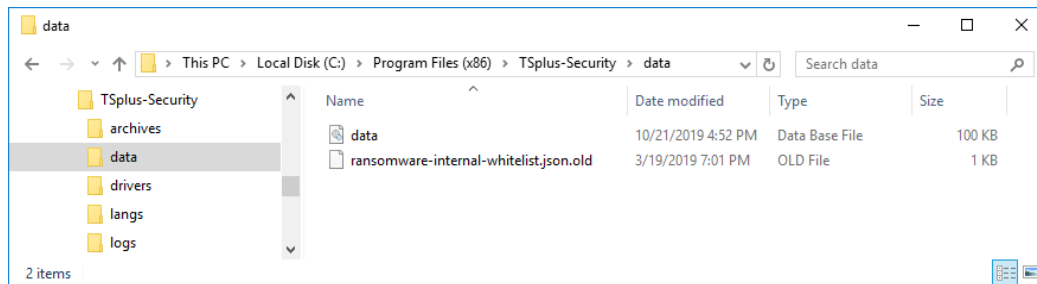 data
This PC > Local Disk (C:) > Program Files (x86) > TSplus-Security > data
Search data
TSplus-Security
archives
data
drivers
langs
logs
Name Date modified Type Size
data 10/21/2019 4:52 PM Data Base File 100 KB
ransomware-internal-whitelist.json.old 3/19/2019 7:01 PM OLD File 1 KB
2 items